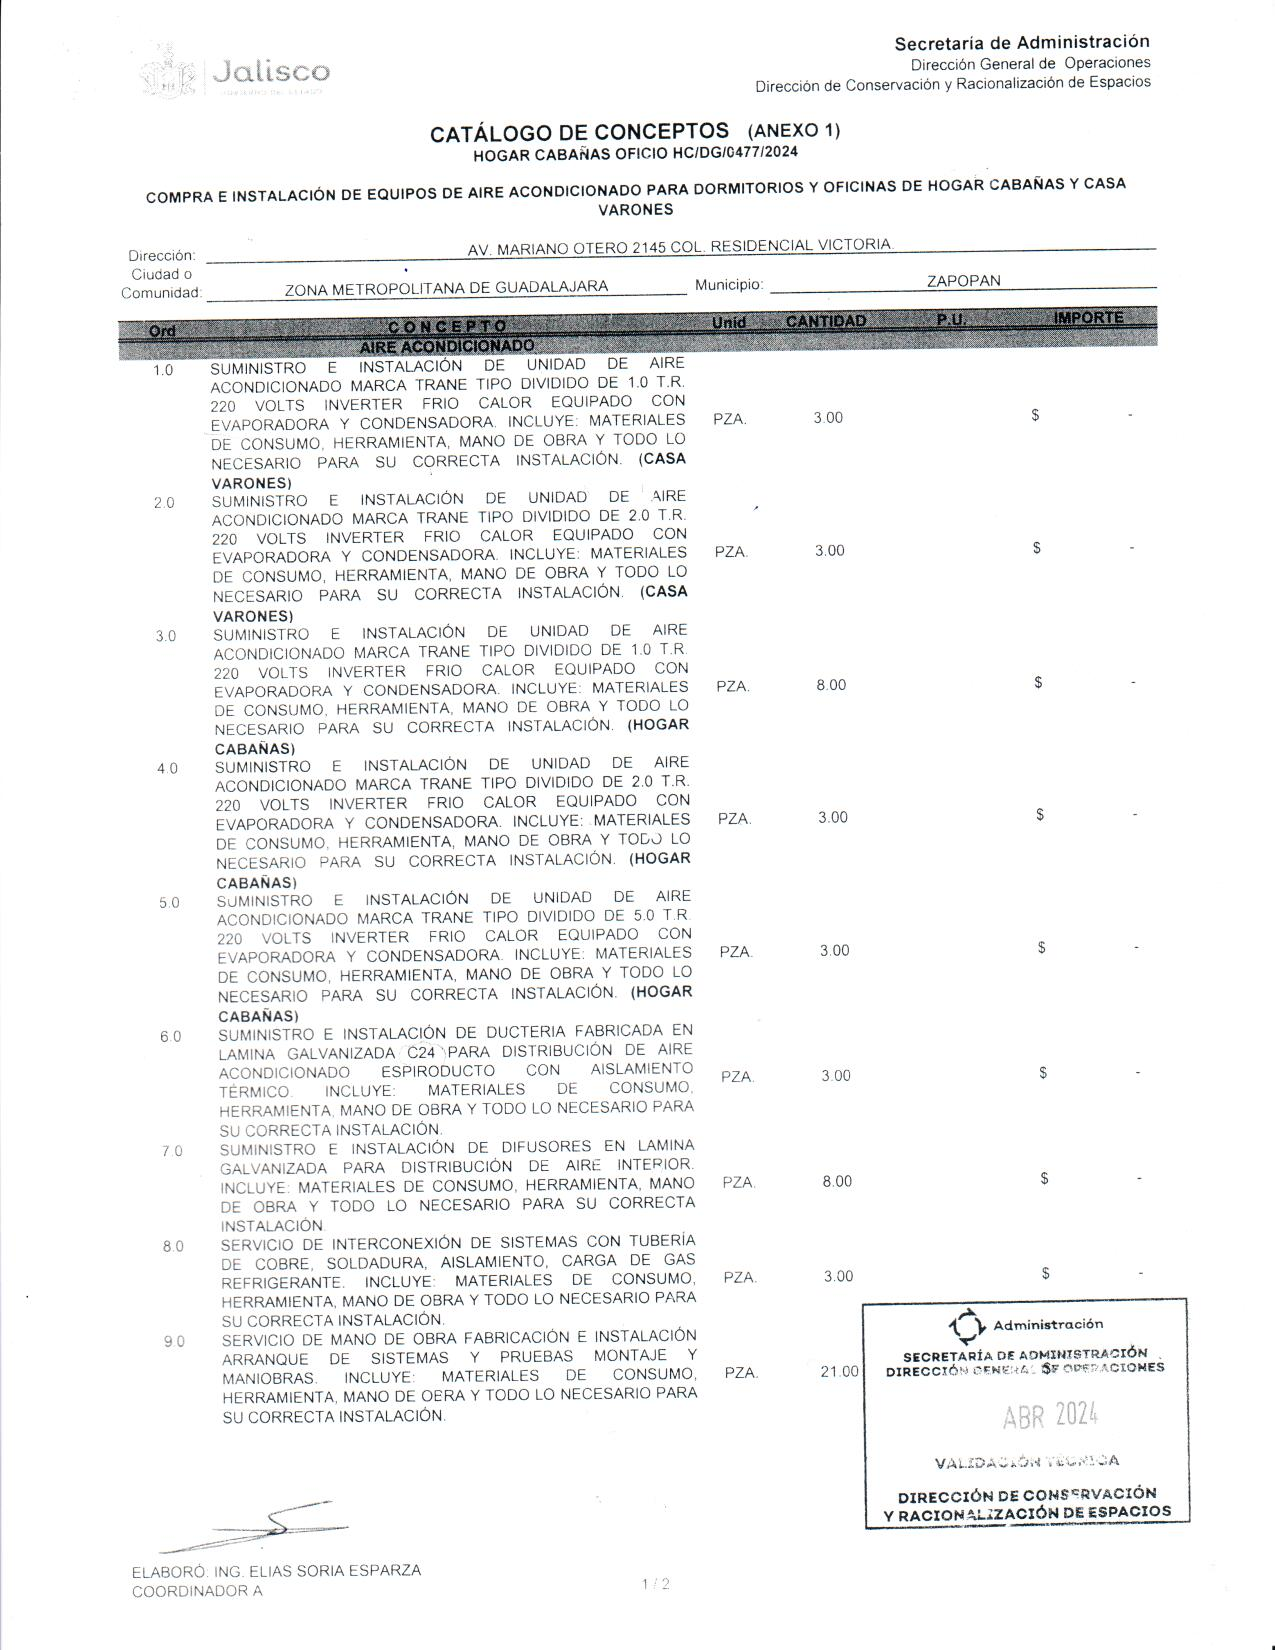 Jalisco
GOBIERNO DEL ESTADO
Secretaría de Administración
Dirección General de Operaciones
Dirección de Conservación y Racionalización de Espacios
CATÁLOGO DE CONCEPTOS (ANEXO 1)
HOGAR CABAÑAS OFICIO HC/DG/0477/2024
COMPRA E INSTALACIÓN DE EQUIPOS DE AIRE ACONDICIONADO PARA DORMITORIOS Y OFICINAS DE HOGAR CABAÑAS Y CASA
VARONES
Dirección: AV. MARIANO OTERO 2145 COL. RESIDENCIAL VICTORIA.
Ciudad o
Comunidad: ZONA METROPOLITANA DE GUADALAJARA Municipio: ZAPOPAN
Ord CONCEPTO Unid CANTIDAD P.U. IMPORTE
AIRE ACONDICIONADO
1.0 SUMINISTRO E INSTALACIÓN DE UNIDAD DE AIRE
ACONDICIONADO MARCA TRANE TIPO DIVIDIDO DE 1.0 T.R.
220 VOLTS INVERTER FRIO CALOR EQUIPADO CON
EVAPORADORA Y CONDENSADORA. INCLUYE: MATERIALES PZA. 3.00 $ -
DE CONSUMO, HERRAMIENTA, MANO DE OBRA Y TODO LO
NECESARIO PARA SU CORRECTA INSTALACIÓN. (CASA
VARONES)
2.0 SUMINISTRO E INSTALACIÓN DE UNIDAD DE AIRE
ACONDICIONADO MARCA TRANE TIPO DIVIDIDO DE 2.0 T.R.
220 VOLTS INVERTER FRIO CALOR EQUIPADO CON
EVAPORADORA Y CONDENSADORA. INCLUYE: MATERIALES PZA. 3.00 $ -
DE CONSUMO, HERRAMIENTA, MANO DE OBRA Y TODO LO
NECESARIO PARA SU CORRECTA INSTALACIÓN. (CASA
VARONES)
3.0 SUMINISTRO E INSTALACIÓN DE UNIDAD DE AIRE
ACONDICIONADO MARCA TRANE TIPO DIVIDIDO DE 1.0 T.R.
220 VOLTS INVERTER FRIO CALOR EQUIPADO CON
EVAPORADORA Y CONDENSADORA. INCLUYE: MATERIALES PZA. 8.00 $ -
DE CONSUMO, HERRAMIENTA, MANO DE OBRA Y TODO LO
NECESARIO PARA SU CORRECTA INSTALACIÓN. (HOGAR
CABAÑAS)
4.0 SUMINISTRO E INSTALACIÓN DE UNIDAD DE AIRE
ACONDICIONADO MARCA TRANE TIPO DIVIDIDO DE 2.0 T.R.
220 VOLTS INVERTER FRIO CALOR EQUIPADO CON
EVAPORADORA Y CONDENSADORA. INCLUYE: MATERIALES PZA. 3.00 $ -
DE CONSUMO, HERRAMIENTA, MANO DE OBRA Y TODO LO
NECESARIO PARA SU CORRECTA INSTALACIÓN. (HOGAR
CABAÑAS)
5.0 SUMINISTRO E INSTALACIÓN DE UNIDAD DE AIRE
ACONDICIONADO MARCA TRANE TIPO DIVIDIDO DE 5.0 T.R.
220 VOLTS INVERTER FRIO CALOR EQUIPADO CON
EVAPORADORA Y CONDENSADORA. INCLUYE: MATERIALES PZA. 3.00 $ -
DE CONSUMO, HERRAMIENTA, MANO DE OBRA Y TODO LO
NECESARIO PARA SU CORRECTA INSTALACIÓN. (HOGAR
CABAÑAS)
6.0 SUMINISTRO E INSTALACIÓN DE DUCTERIA FABRICADA EN
LAMINA GALVANIZADA C24 PARA DISTRIBUCIÓN DE AIRE
ACONDICIONADO ESPIRODUCTO CON AISLAMIENTO PZA. 3.00 $ -
TÉRMICO. INCLUYE: MATERIALES DE CONSUMO,
HERRAMIENTA, MANO DE OBRA Y TODO LO NECESARIO PARA
SU CORRECTA INSTALACIÓN.
7.0 SUMINISTRO E INSTALACIÓN DE DIFUSORES EN LAMINA
GALVANIZADA PARA DISTRIBUCIÓN DE AIRE INTERIOR.
INCLUYE: MATERIALES DE CONSUMO, HERRAMIENTA, MANO PZA. 8.00 $ -
DE OBRA Y TODO LO NECESARIO PARA SU CORRECTA
INSTALACIÓN.
8.0 SERVICIO DE INTERCONEXIÓN DE SISTEMAS CON TUBERÍA
DE COBRE, SOLDADURA, AISLAMIENTO, CARGA DE GAS
REFRIGERANTE. INCLUYE: MATERIALES DE CONSUMO, PZA. 3.00 $ -
HERRAMIENTA, MANO DE OBRA Y TODO LO NECESARIO PARA
SU CORRECTA INSTALACIÓN.
9.0 SERVICIO DE MANO DE OBRA FABRICACIÓN E INSTALACIÓN
ARRANQUE DE SISTEMAS Y PRUEBAS MONTAJE Y
MANIOBRAS. INCLUYE: MATERIALES DE CONSUMO, PZA. 21.00 $
HERRAMIENTA, MANO DE OBRA Y TODO LO NECESARIO PARA
SU CORRECTA INSTALACIÓN.
Administración
SECRETARÍA DE ADMINISTRACIÓN
DIRECCIÓN GENERAL DE OPERACIONES
ABR 2024
VALIDACIÓN TÉCNICA
DIRECCIÓN DE CONSERVACIÓN
Y RACIONALIZACIÓN DE ESPACIOS
ELABORÓ: ING. ELIAS SORIA ESPARZA
COORDINADOR A
1 / 2